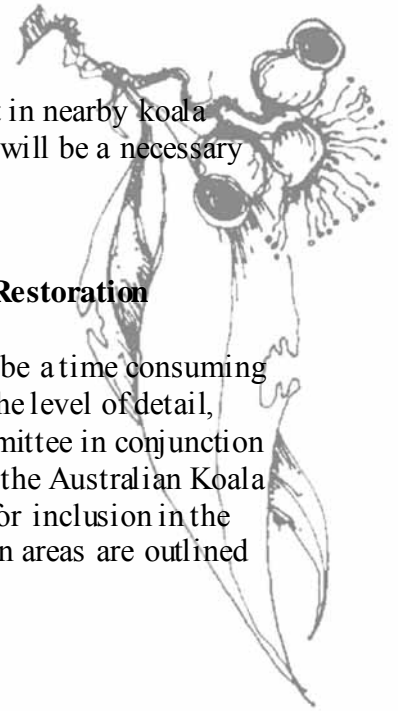 t in nearby koala
will be a necessary
Restoration
be a time consuming
he level of detail,
mittee in conjunction
the Australian Koala
or inclusion in the
n areas are outlined